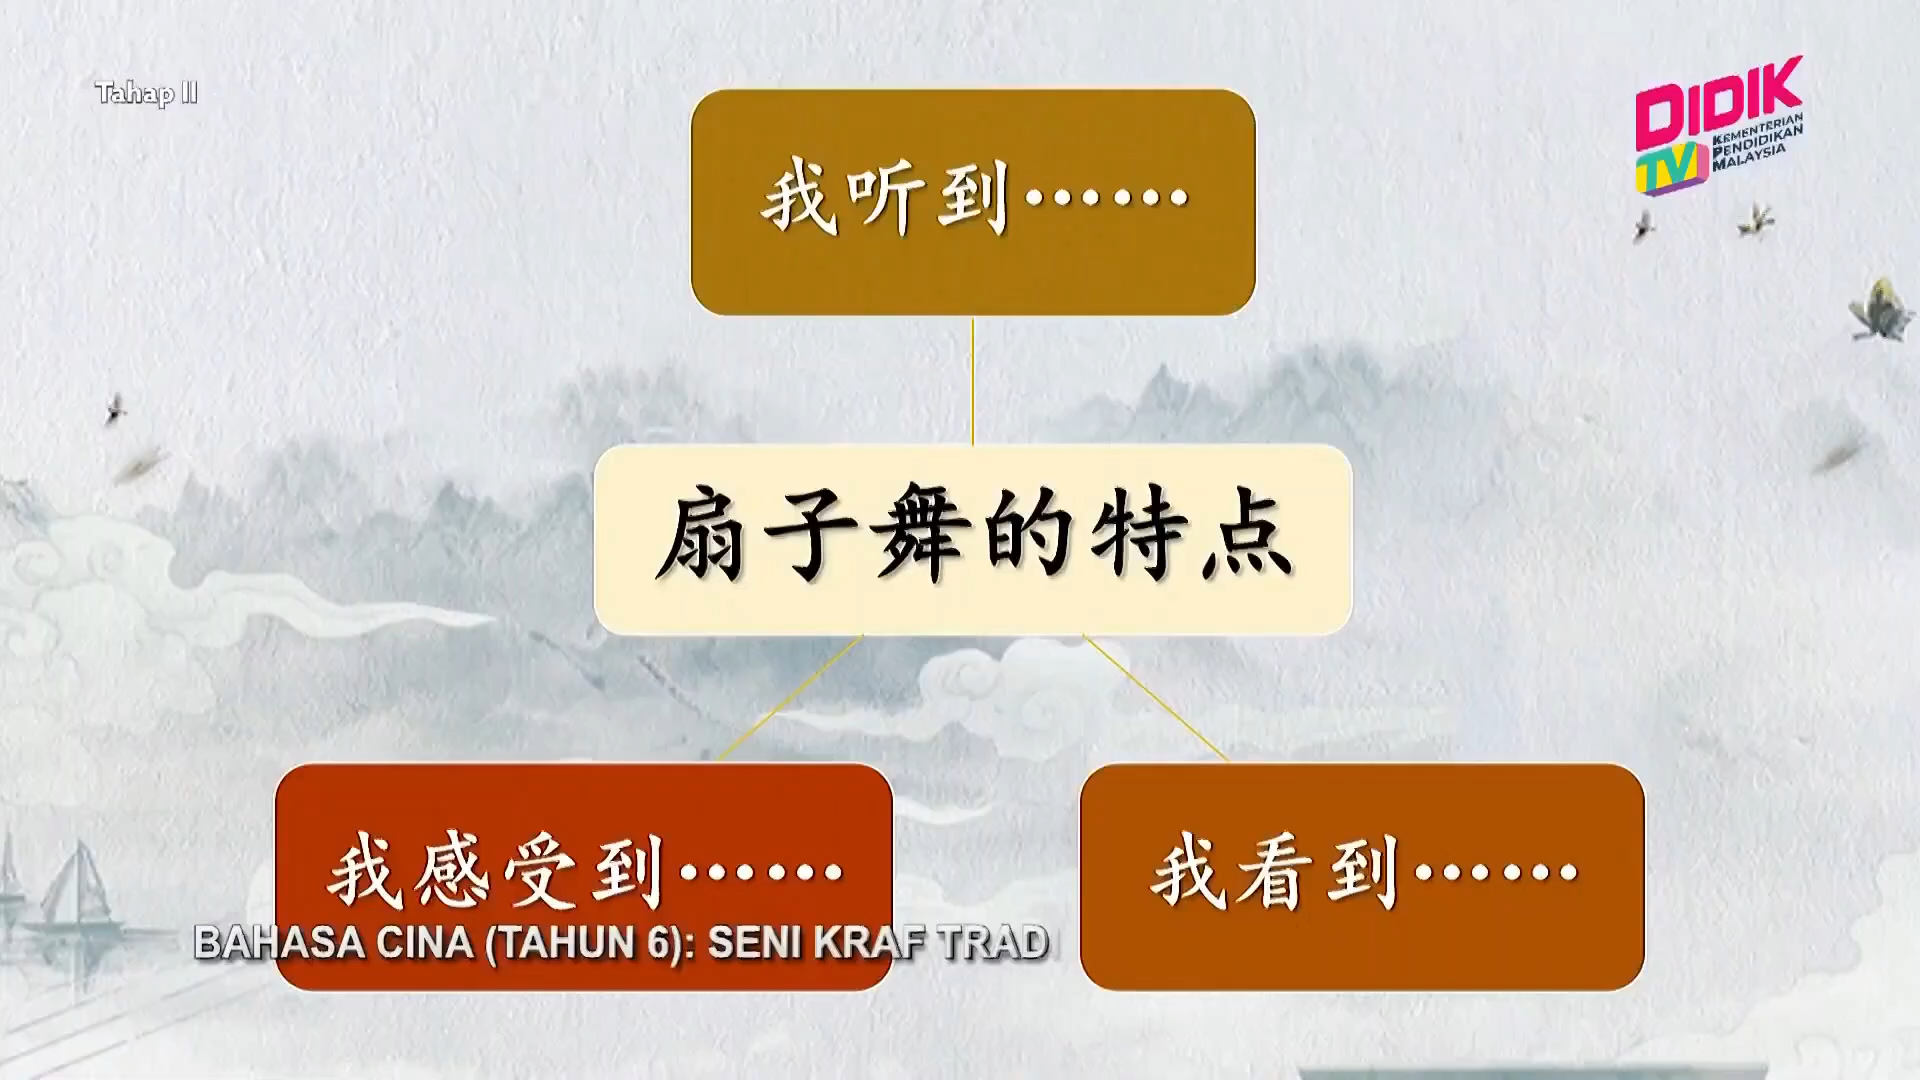 Tahap II
DIDIK
TV
KEMENTERIAN
PENDIDIKAN
MALAYSIA
我听到……
扇子舞的特点
我感受到……
我看到……
BAHASA CINA (TAHUN 6): SENI KRAF TRAD